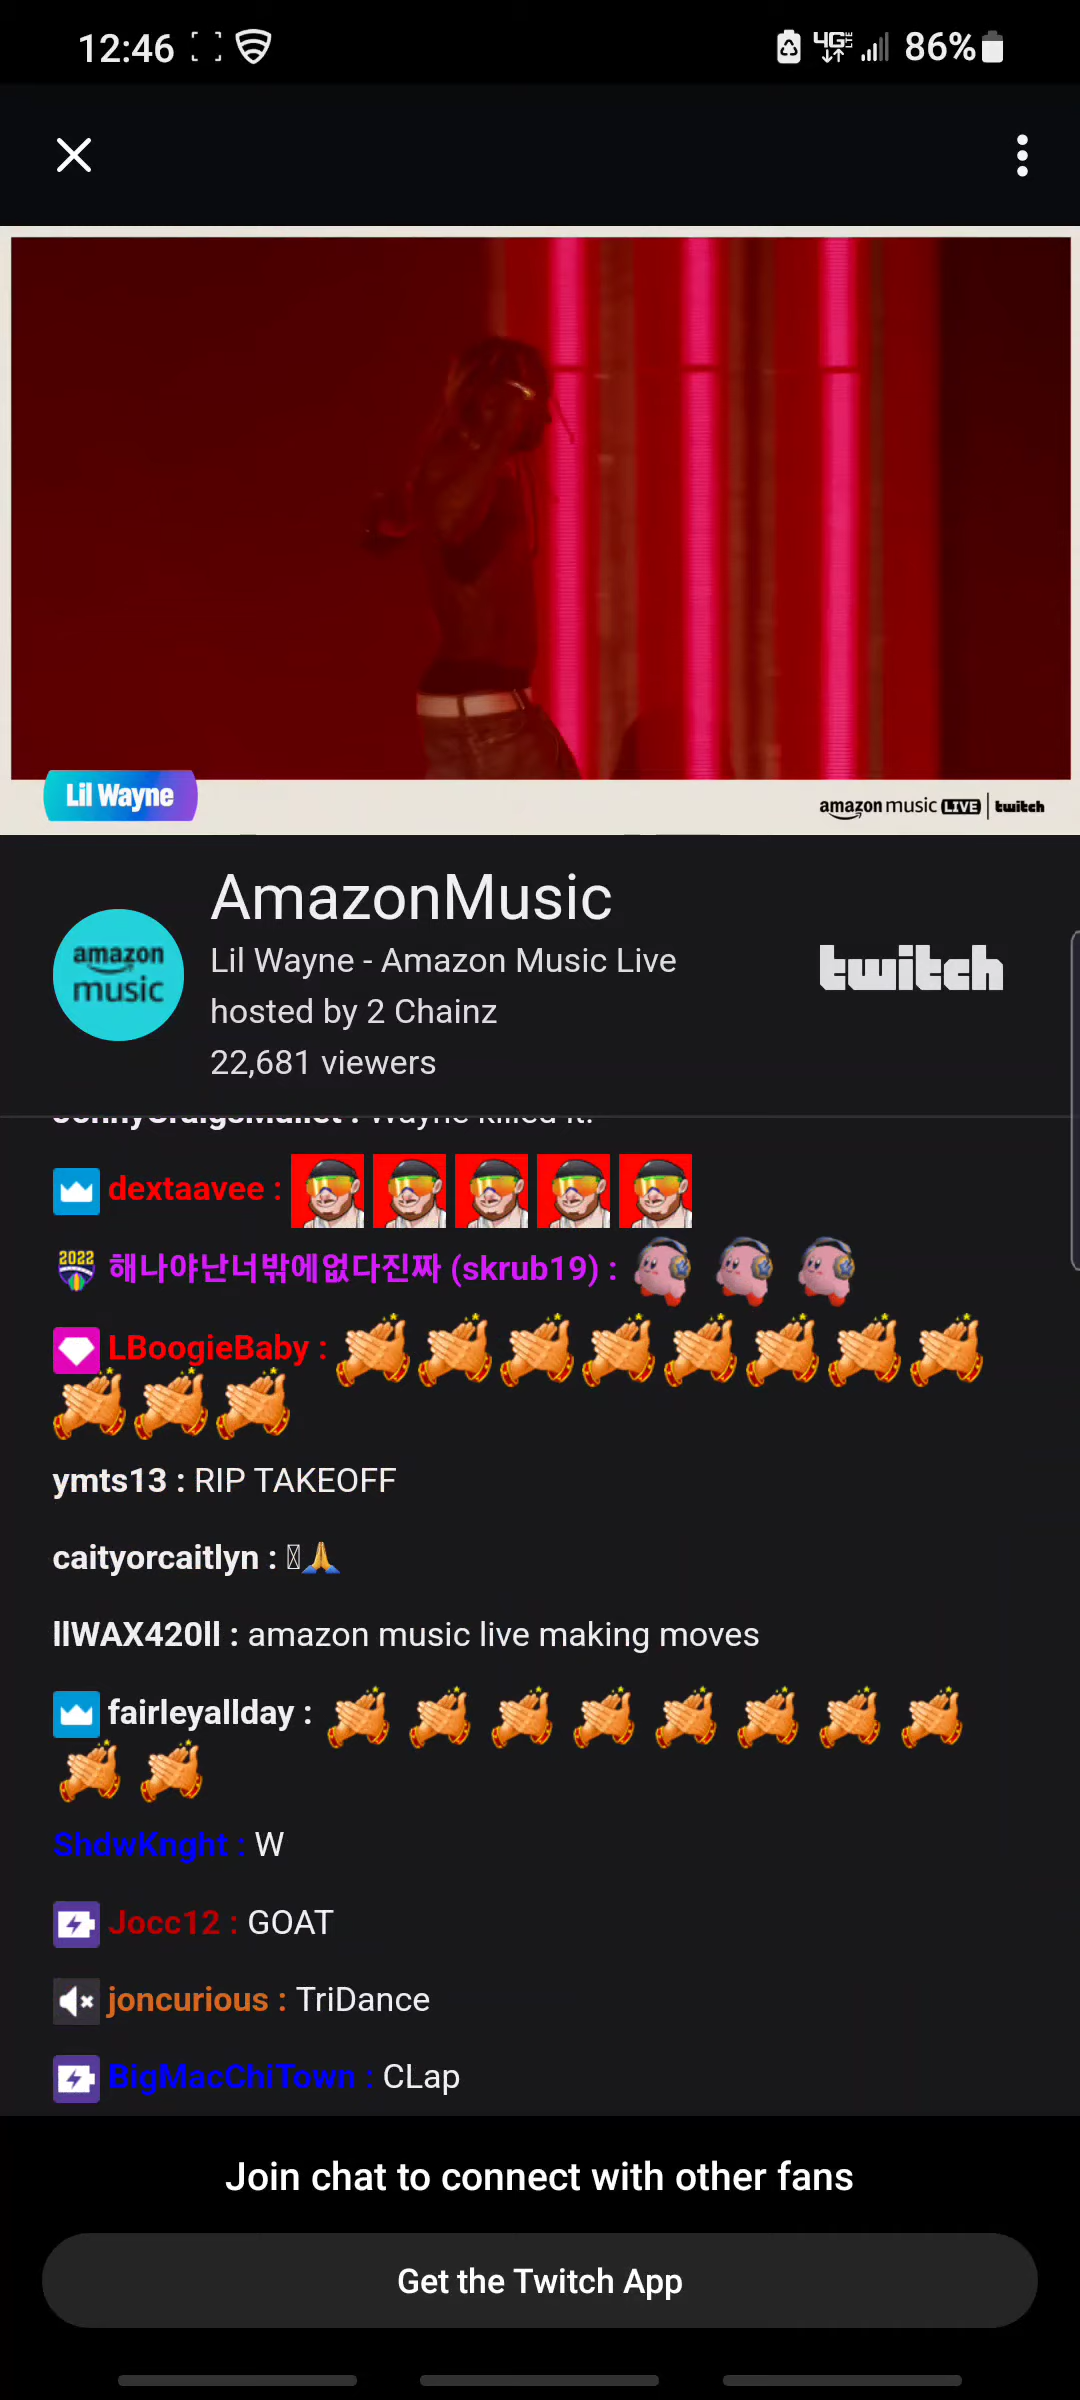 12:46
4G LTE 86%
Lil Wayne
amazon music LIVE | twitch
AmazonMusic
amazon music
Lil Wayne - Amazon Music Live
hosted by 2 Chainz
22,681 viewers
twitch
dextaavee :
2022 해나야난너밖에없다진짜 (skrub19) :
LBoogieBaby :
ymts13 : RIP TAKEOFF
caityorcaitlyn : 🙏
llWAX420ll : amazon music live making moves
fairleyallday :
ShdwKnght : W
Jocc12 : GOAT
joncurious : TriDance
BigMacChiTown : CLap
Join chat to connect with other fans
Get the Twitch App